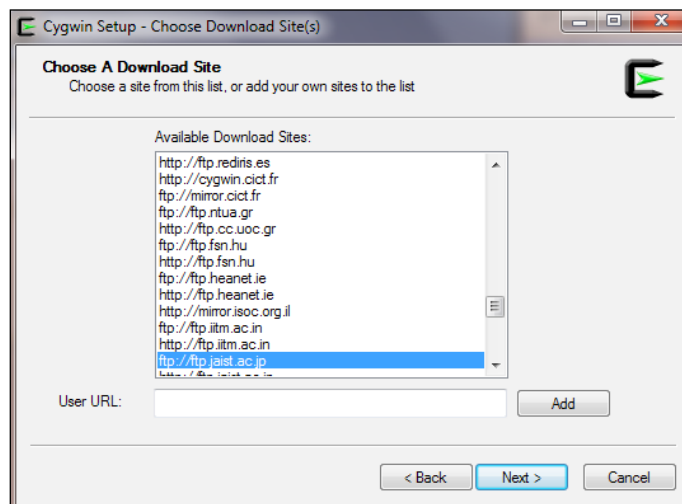 Cygwin Setup - Choose Download Site(s)
Choose A Download Site
Choose a site from this list, or add your own sites to the list
Available Download Sites:
http://ftp.rediris.es
http://cygwin.cict.fr
ftp://mirror.cict.fr
ftp://ftp.ntua.gr
http://ftp.cc.uoc.gr
ftp://ftp.fsn.hu
http://ftp.fsn.hu
ftp://ftp.heanet.ie
http://ftp.heanet.ie
http://mirror.isoc.org.il
ftp://ftp.iitm.ac.in
http://ftp.iitm.ac.in
ftp://ftp.jaist.ac.jp
User URL:
Add
< Back
Next >
Cancel